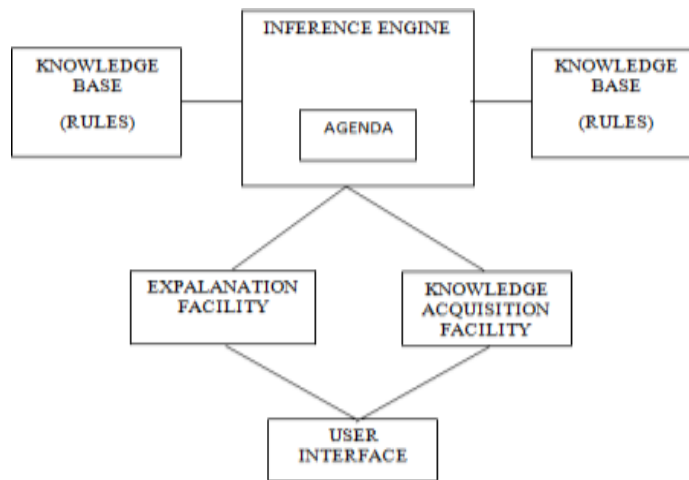 INFERENCE ENGINE
KNOWLEDGE
BASE
(RULES)
AGENDA
KNOWLEDGE
BASE
(RULES)
EXPALANATION
FACILITY
KNOWLEDGE
ACQUISITION
FACILITY
USER
INTERFACE